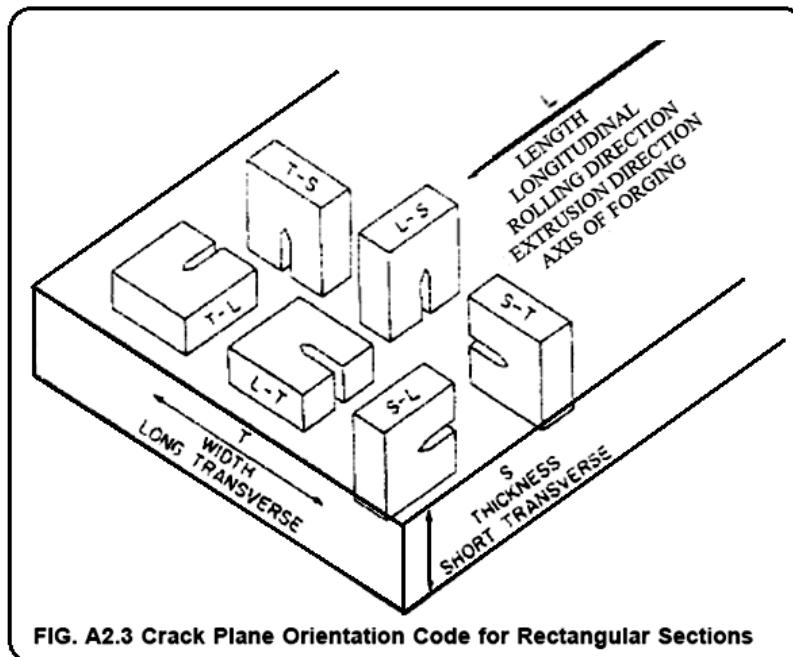 L
LENGTH
LONGITUDINAL
ROLLING DIRECTION
EXTRUSION DIRECTION
AXIS OF FORGING
T-S
L-S
S-T
T-L
L-T
S-L
T
WIDTH
LONG TRANSVERSE
S
THICKNESS
SHORT TRANSVERSE
FIG. A2.3 Crack Plane Orientation Code for Rectangular Sections